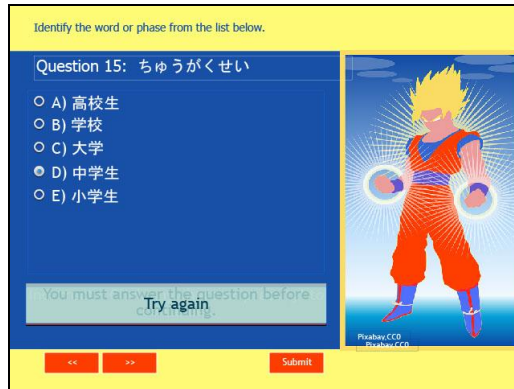 Identify the word or phase from the list below.
Question 15: ちゅうがくせい
A) 高校生
B) 学校
C) 大学
D) 中学生
E) 小学生
You must answer the question before
continuing.
Try again
Pixabay,CC0
Pixabay,CC0
<<
>>
Submit